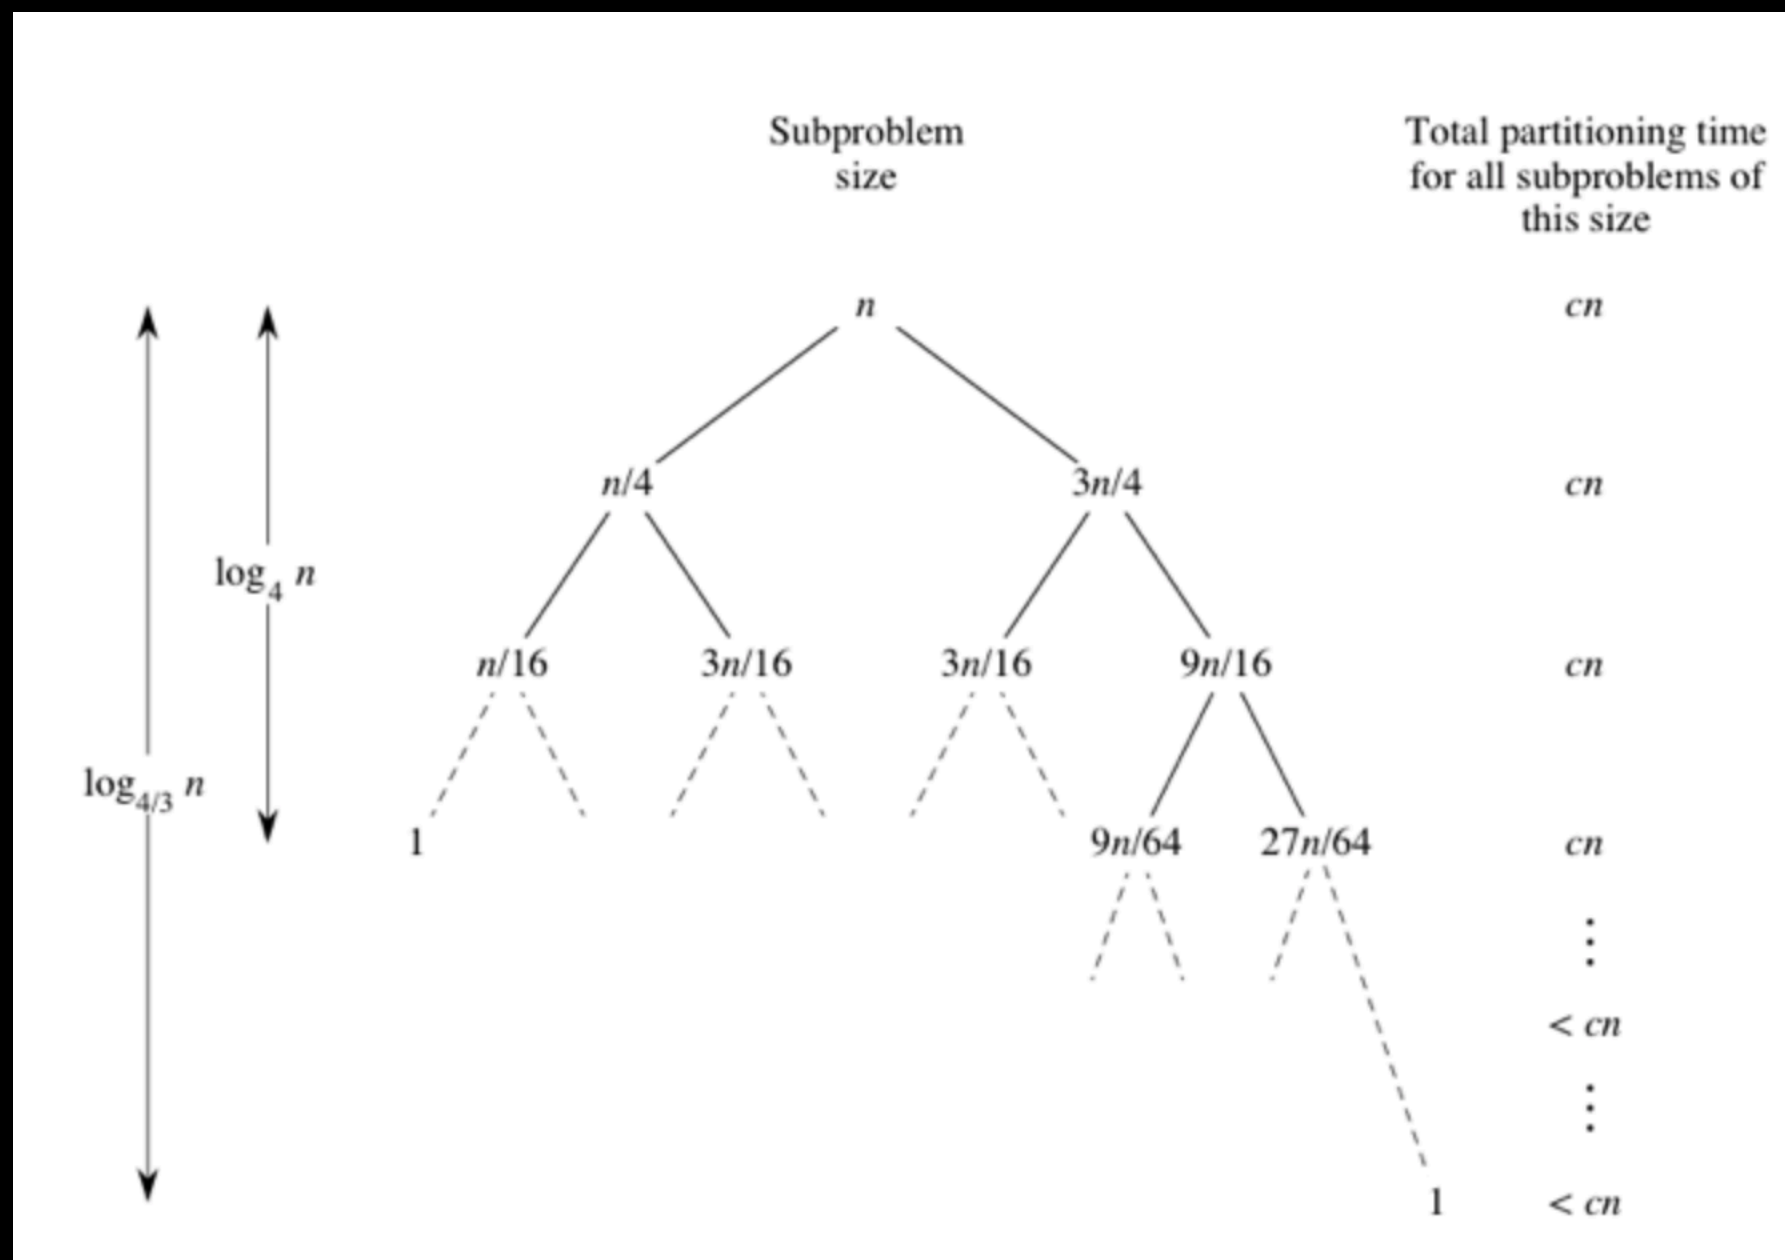 Subproblem
size
Total partitioning time
for all subproblems of
this size
n
cn
n/4
3n/4
cn
log₄ n
n/16
3n/16
3n/16
9n/16
cn
log₄/₃ n
1
9n/64
27n/64
cn
< cn
1
< cn